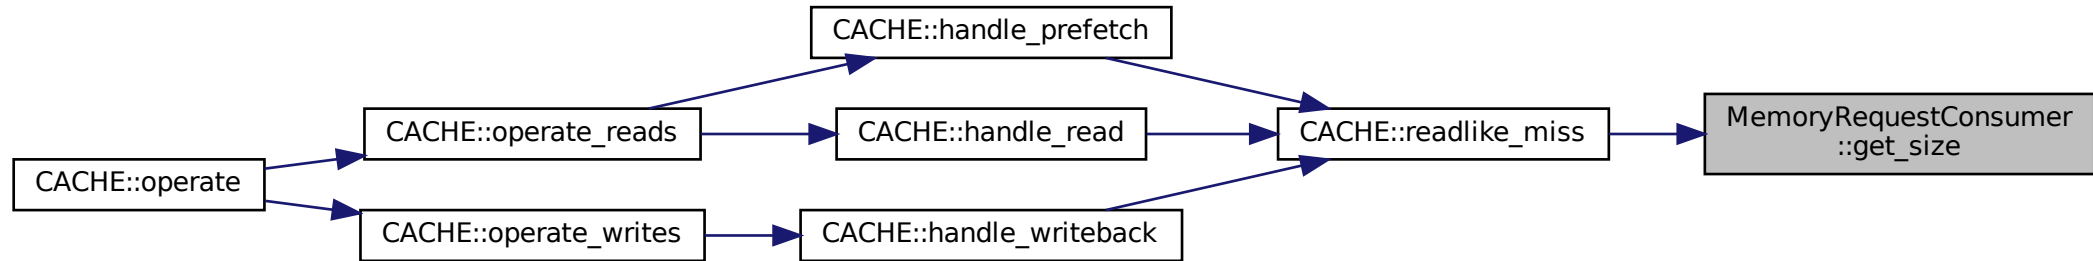 CACHE::handle_prefetch
CACHE::operate_reads
CACHE::handle_read
CACHE::readlike_miss
MemoryRequestConsumer
::get_size
CACHE::operate
CACHE::operate_writes
CACHE::handle_writeback